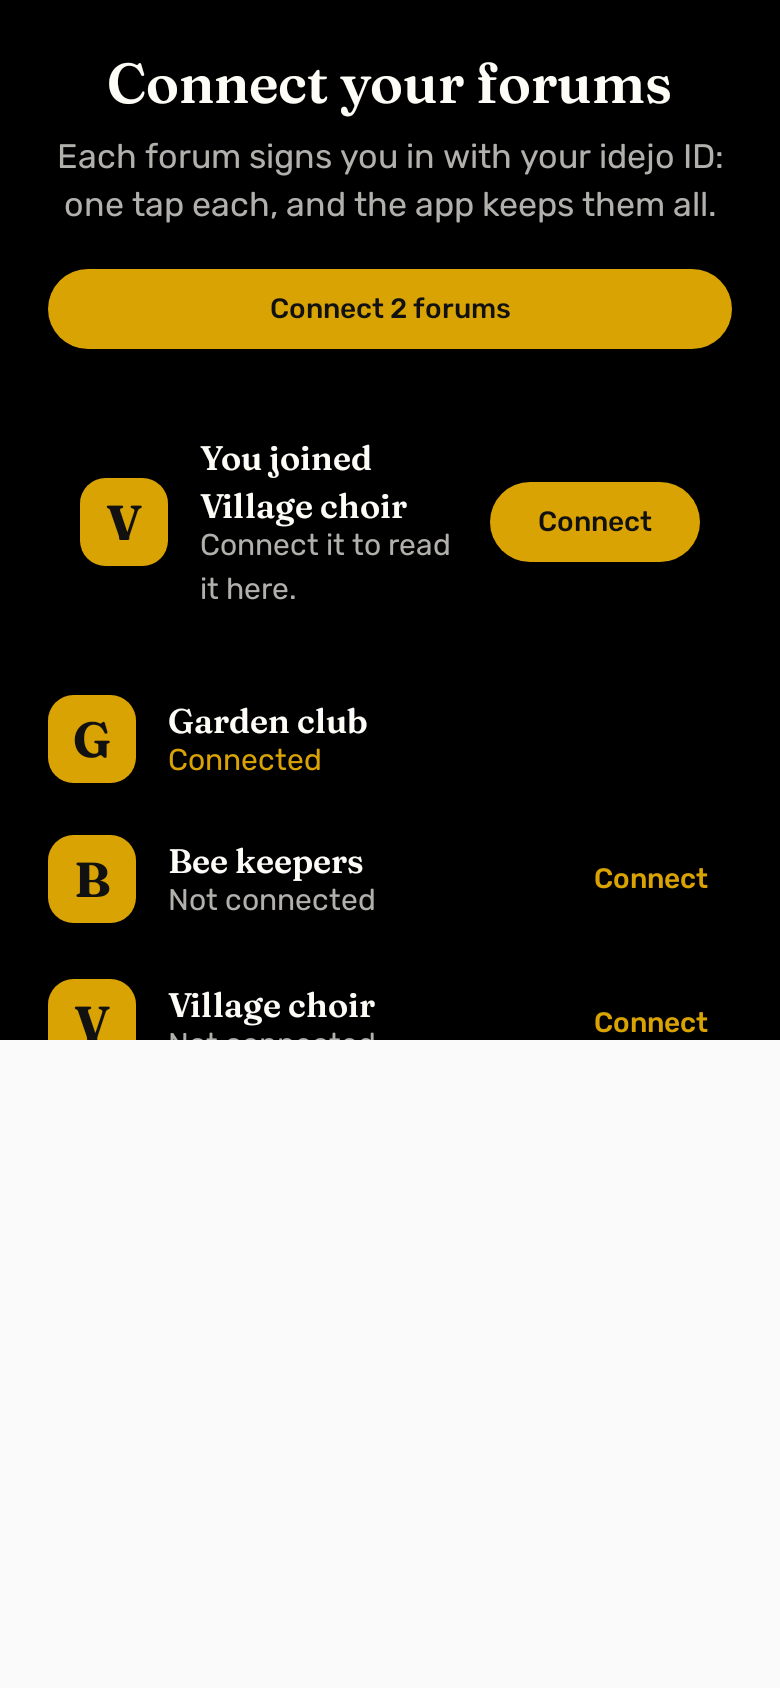 Connect your forums
Each forum signs you in with your idejo ID:
one tap each, and the app keeps them all.
Connect 2 forums
V
You joined
Village choir
Connect it to read
it here.
Connect
G
Garden club
Connected
B
Bee keepers
Not connected
Connect
V
Village choir
Not connected
Connect